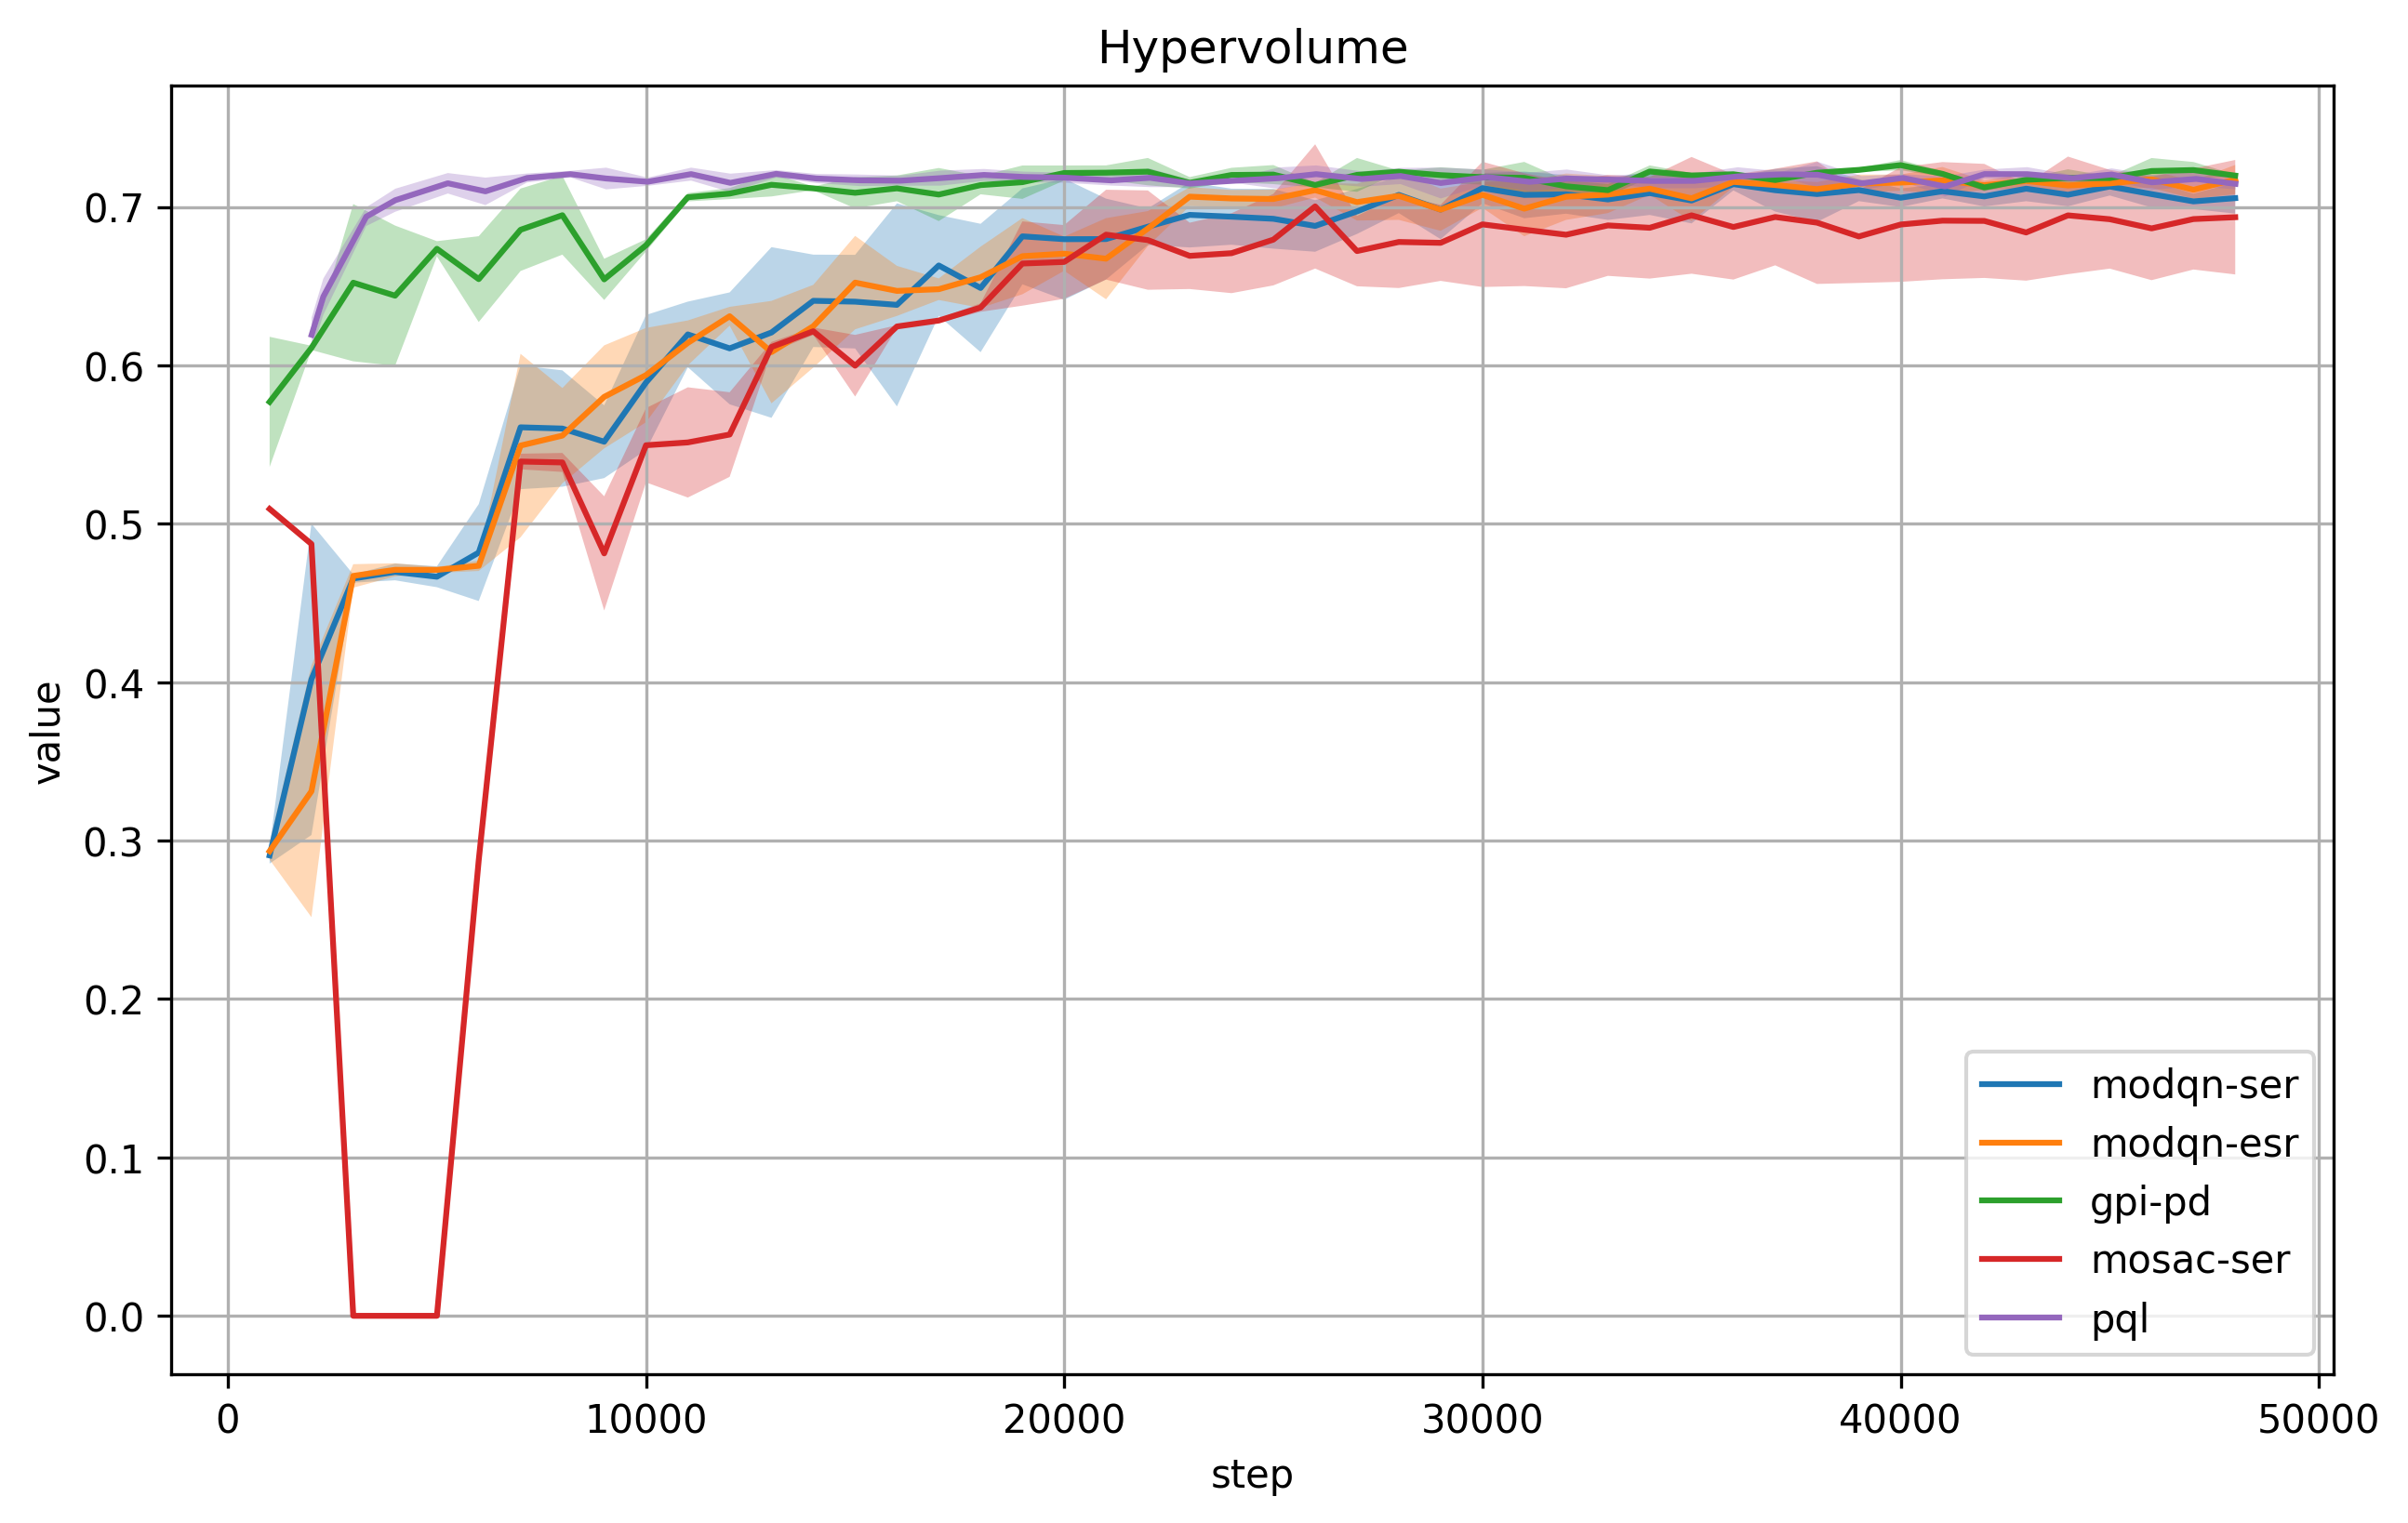 Hypervolume
value
0.7
0.6
0.5
0.4
0.3
0.2
0.1
0.0
0 10000 20000 30000 40000 50000
step
modqn-ser
modqn-esr
gpi-pd
mosac-ser
pql